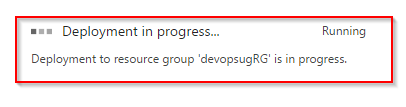 Deployment in progress... Running
Deployment to resource group 'devopsugRG' is in progress.